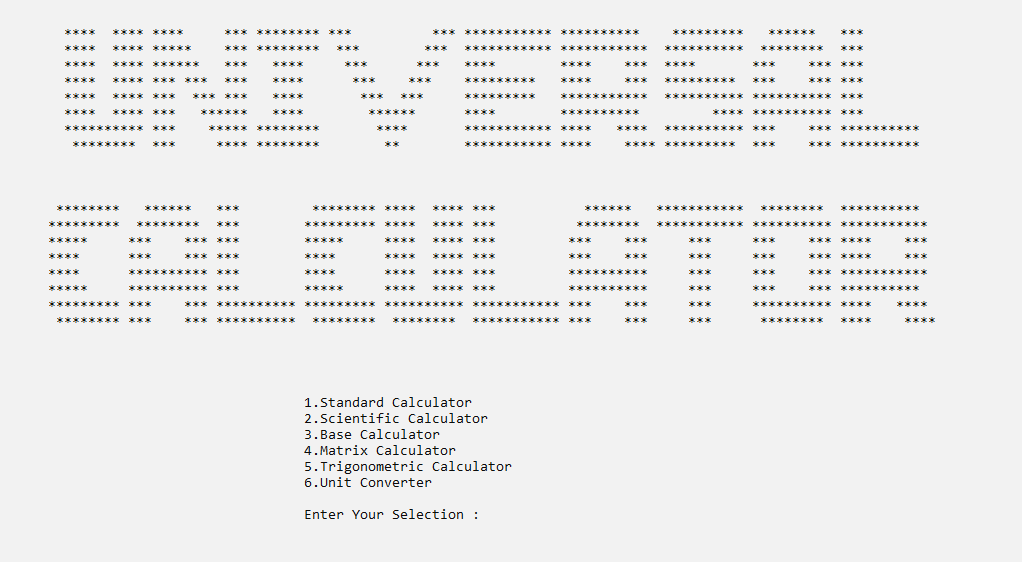 UNIVERSAL
CALCULATOR
1.Standard Calculator
2.Scientific Calculator
3.Base Calculator
4.Matrix Calculator
5.Trigonometric Calculator
6.Unit Converter
Enter Your Selection :